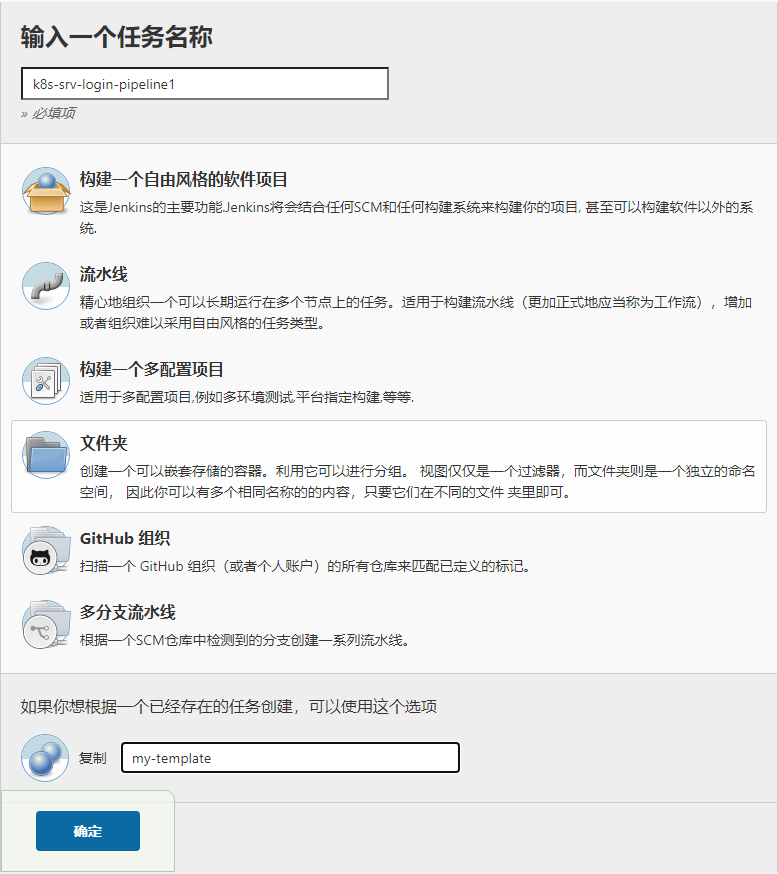 输入一个任务名称
k8s-srv-login-pipeline1
» 必填项
构建一个自由风格的软件项目
这是Jenkins的主要功能.Jenkins将会结合任何SCM和任何构建系统来构建你的项目, 甚至可以构建软件以外的系
统.
流水线
精心地组织一个可以长期运行在多个节点上的任务。适用于构建流水线（更加正式地应当称为工作流），增加
或者组织难以采用自由风格的任务类型。
构建一个多配置项目
适用于多配置项目,例如多环境测试,平台指定构建,等等.
文件夹
创建一个可以嵌套存储的容器。利用它可以进行分组。 视图仅仅是一个过滤器，而文件夹则是一个独立的命名
空间， 因此你可以有多个相同名称的的内容，只要它们在不同的文件 夹里即可。
GitHub 组织
扫描一个 GitHub 组织（或者个人账户）的所有仓库来匹配已定义的标记。
多分支流水线
根据一个SCM仓库中检测到的分支创建一系列流水线。
如果你想根据一个已经存在的任务创建，可以使用这个选项
复制 my-template
确定